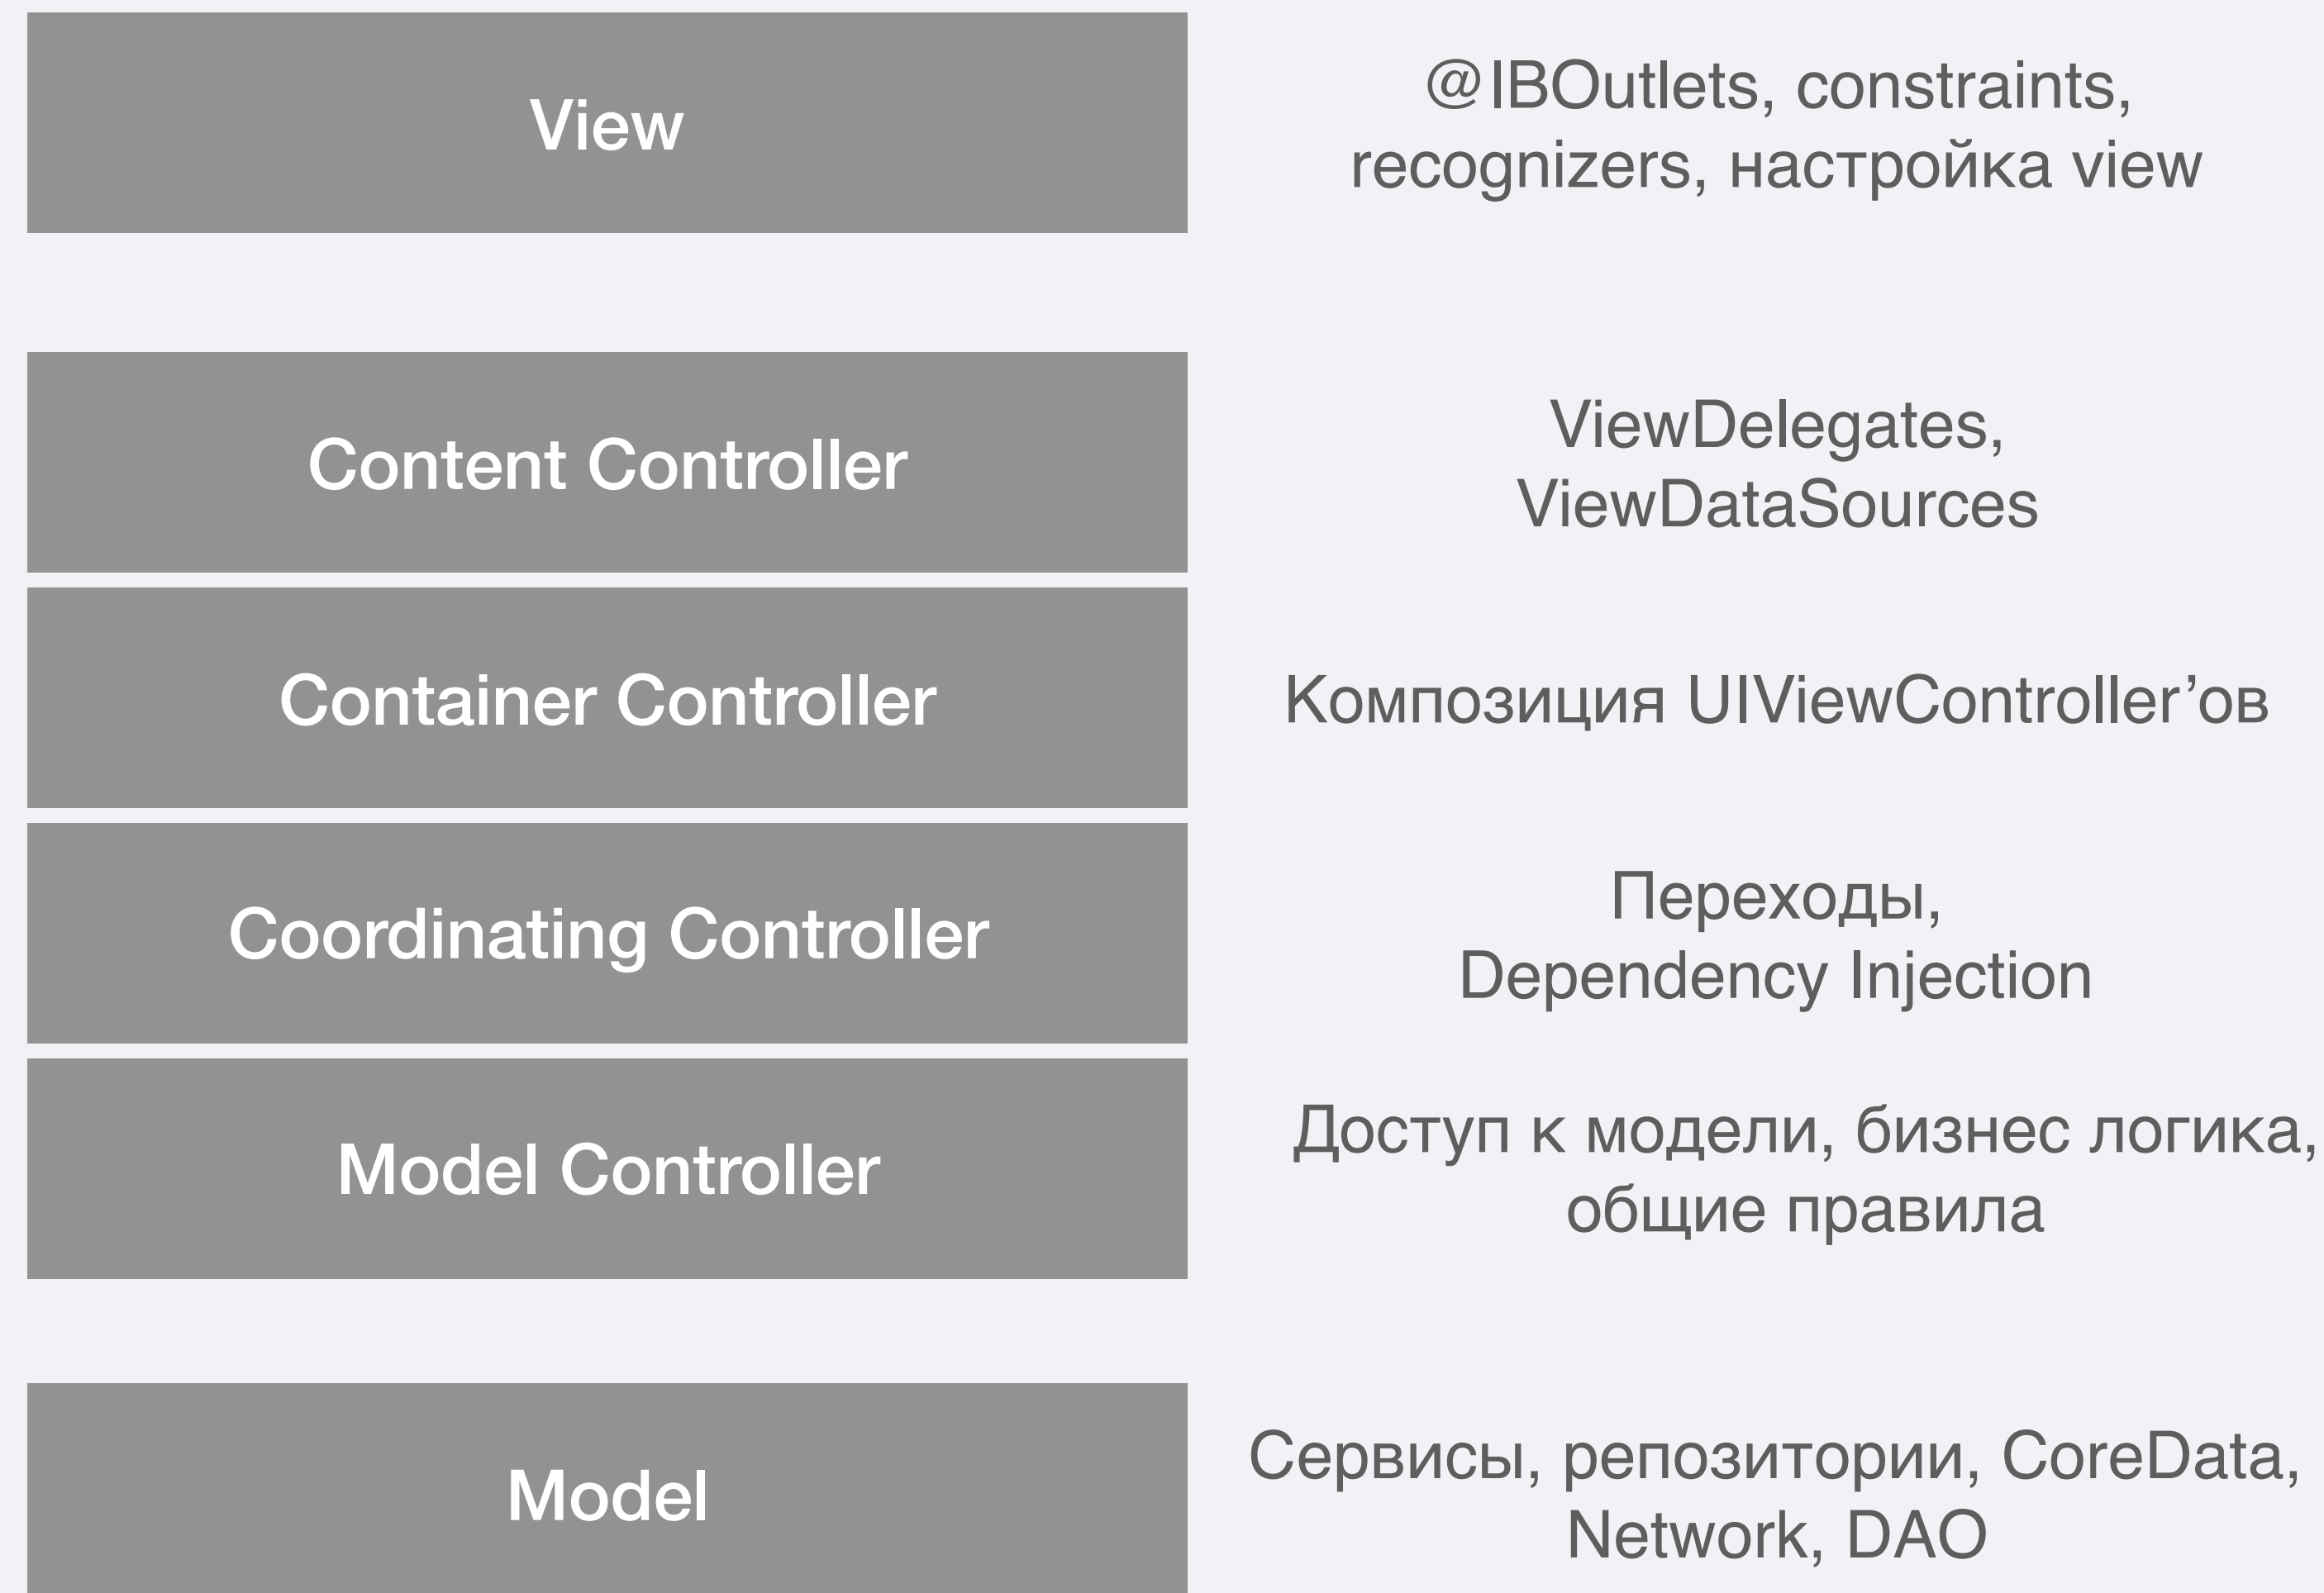 View
@IBOutlets, constraints,
recognizers, настройка view
Content Controller
ViewDelegates,
ViewDataSources
Container Controller
Композиция UIViewController’ов
Coordinating Controller
Переходы,
Dependency Injection
Model Controller
Доступ к модели, бизнес логика,
общие правила
Model
Сервисы, репозитории, CoreData,
Network, DAO